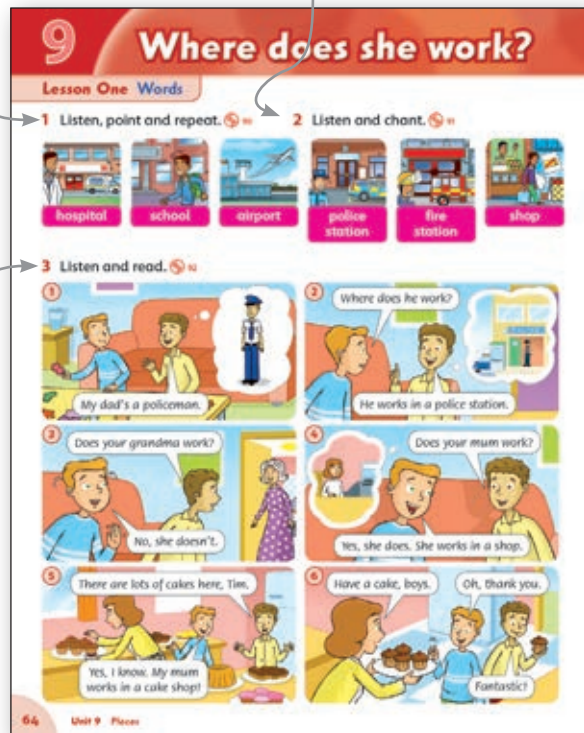 9
Where does she work?
Lesson One Words
1 Listen, point and repeat. 90
2 Listen and chant. 91
hospital
school
airport
police
station
fire
station
shop
3 Listen and read. 92
1
My dad's a policeman.
2
Where does he work?
He works in a police station.
3
Does your grandma work?
No, she doesn't.
4
Does your mum work?
Yes, she does. She works in a shop.
5
There are lots of cakes here, Tim.
Yes, I know. My mum
works in a cake shop!
6
Have a cake, boys.
Oh, thank you.
Fantastic!
64 Unit 9 Places